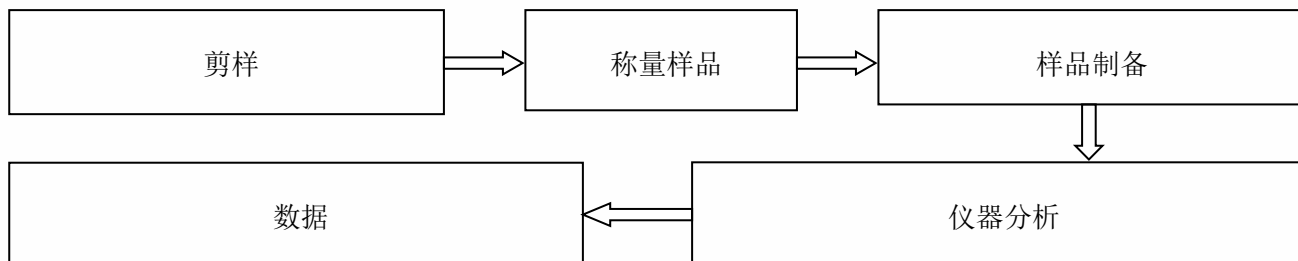 剪样
称量样品
样品制备
仪器分析
数据